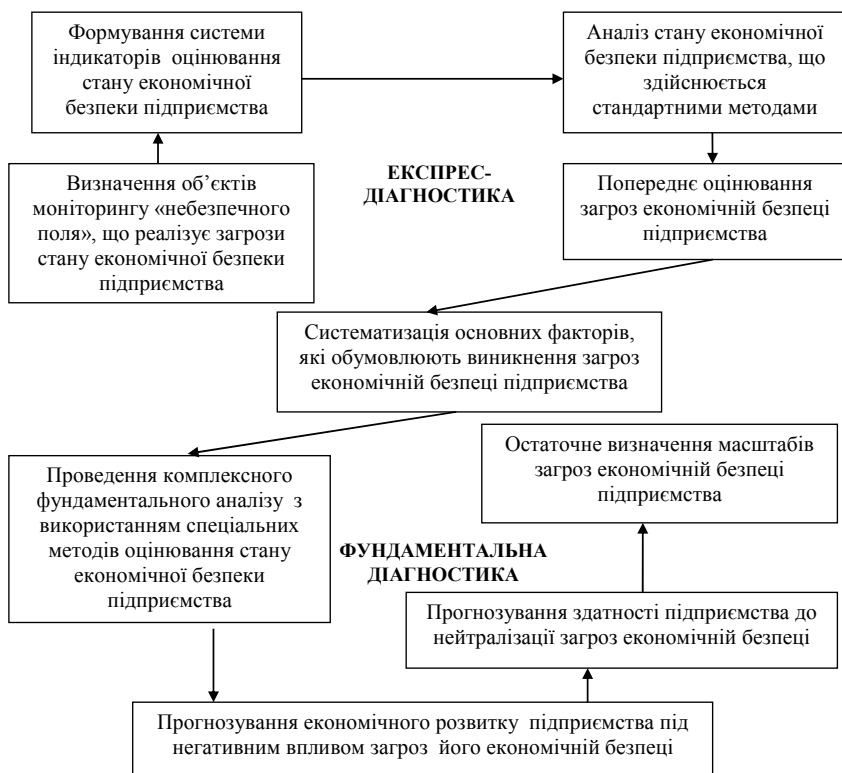 Формування системи
індикаторів оцінювання
стану економічної
безпеки підприємства
Аналіз стану економічної
безпеки підприємства, що
здійснюється
стандартними методами
Визначення об’єктів
моніторингу «небезпечного
поля», що реалізує загрози
стану економічної безпеки
підприємства
ЕКСПРЕС-
ДІАГНОСТИКА
Попереднє оцінювання
загроз економічній безпеці
підприємства
Систематизація основних факторів,
які обумовлюють виникнення загроз
економічній безпеці підприємства
Проведення комплексного
фундаментального аналізу з
використанням спеціальних
методів оцінювання стану
економічної безпеки
підприємства
Остаточне визначення масштабів
загроз економічній безпеці
підприємства
ФУНДАМЕНТАЛЬНА
ДІАГНОСТИКА
Прогнозування здатності підприємства до
нейтралізації загроз економічній безпеці
Прогнозування економічного розвитку підприємства під
негативним впливом загроз його економічній безпеці